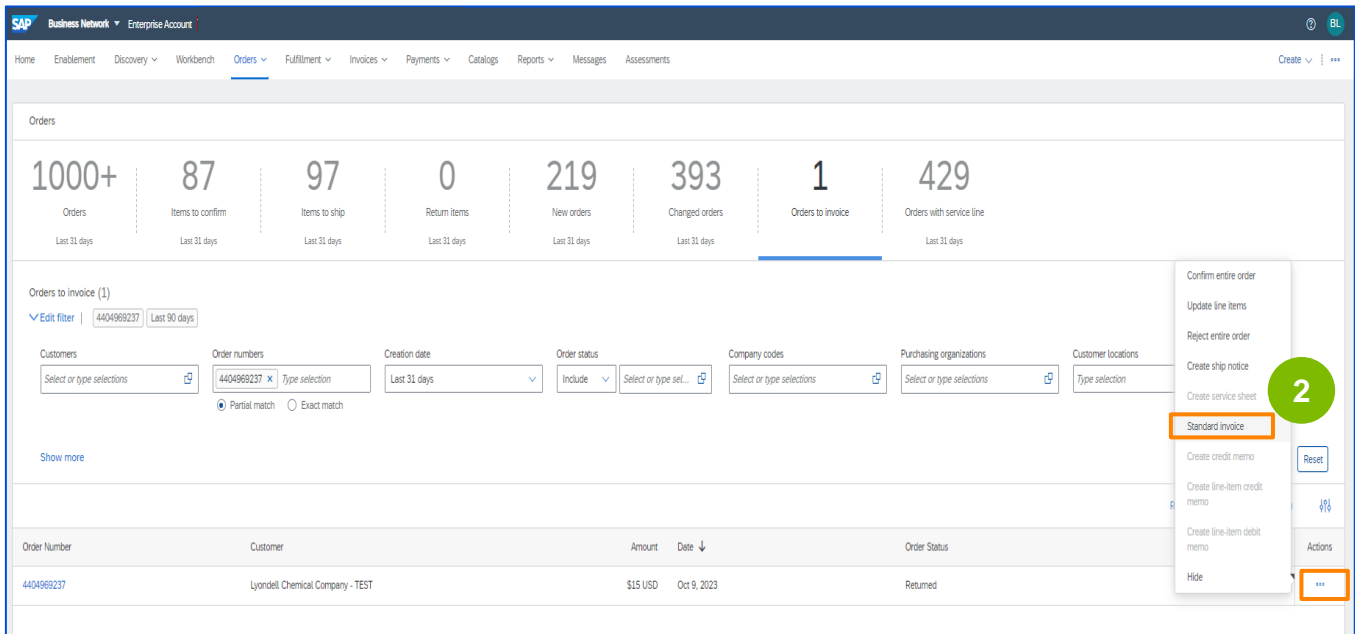 SAP Business Network Enterprise Account BL
Home Enablement Discovery Workbench Orders Fulfillment Invoices Payments Catalogs Reports Messages Assessments Create
Orders
1000+ 87 97 0 219 393 1 429
Orders Items to confirm Items to ship Return items New orders Changed orders Orders to invoice Orders with service line
Last 31 days Last 31 days Last 31 days Last 31 days Last 31 days Last 31 days Last 31 days
Orders to invoice (1)
Edit filter 4404969237 Last 90 days
Customers Order numbers Creation date Order status Company codes Purchasing organizations Customer locations
Select or type selections 4404969237 × Type selection Last 31 days Include Select or type sel... Select or type selections Select or type selections Type selection
Partial match Exact match
Show more
Reset
Confirm entire order
Update line items
Reject entire order
Create ship notice
Create service sheet
Standard invoice
Create credit memo
Create line-item credit
memo
Create line-item debit
memo
Hide
2
Order Number Customer Amount Date ↓ Order Status Actions
4404969237 Lyondell Chemical Company - TEST $15 USD Oct 9, 2023 Returned